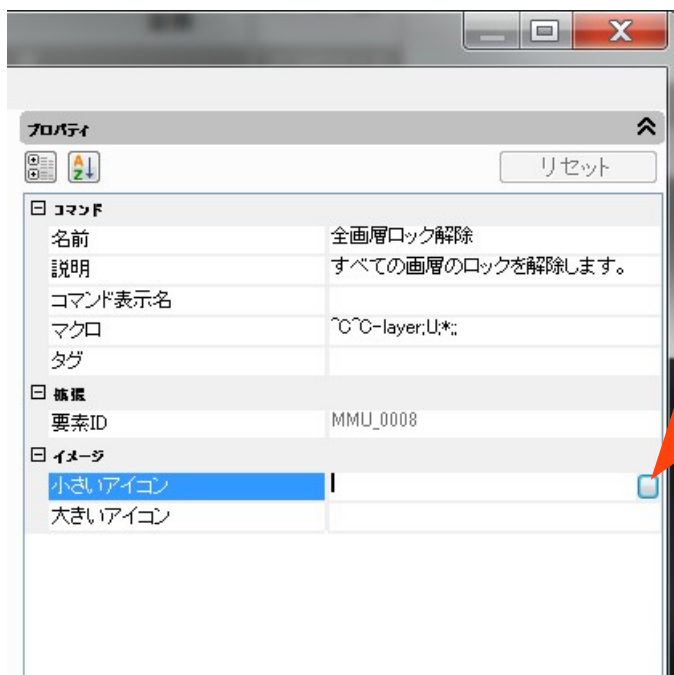 プロパティ
リセット
コマンド
名前 全画層ロック解除
説明 すべての画層のロックを解除します。
コマンド表示名
マクロ ^C^C-layer;U;*;;
タグ
拡張
要素ID MMU_0008
イメージ
小さいアイコン
大きいアイコン